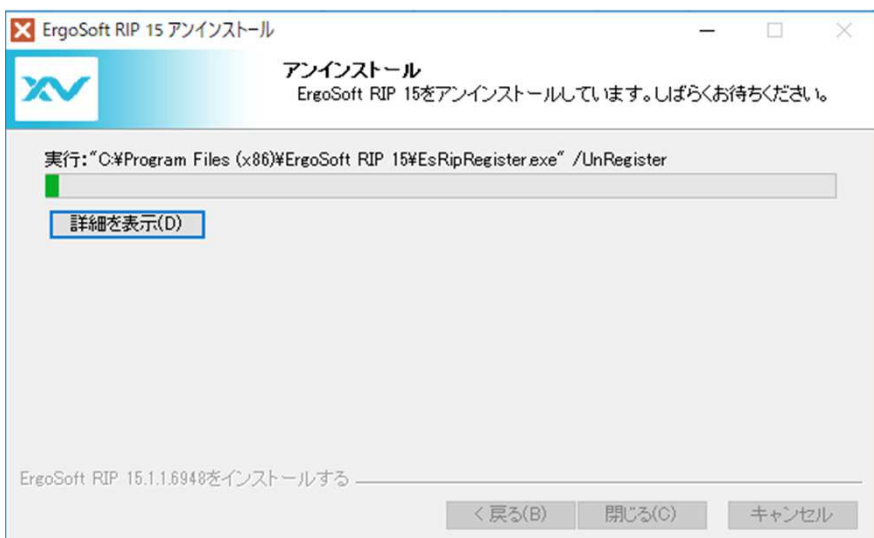 ErgoSoft RIP 15 アンインストール
アンインストール
ErgoSoft RIP 15をアンインストールしています。しばらくお待ちください。
実行:"C:¥Program Files (x86)¥ErgoSoft RIP 15¥EsRipRegister.exe" /UnRegister
詳細を表示(D)
ErgoSoft RIP 15.1.1.6948をインストールする
< 戻る(B) 閉じる(C) キャンセル